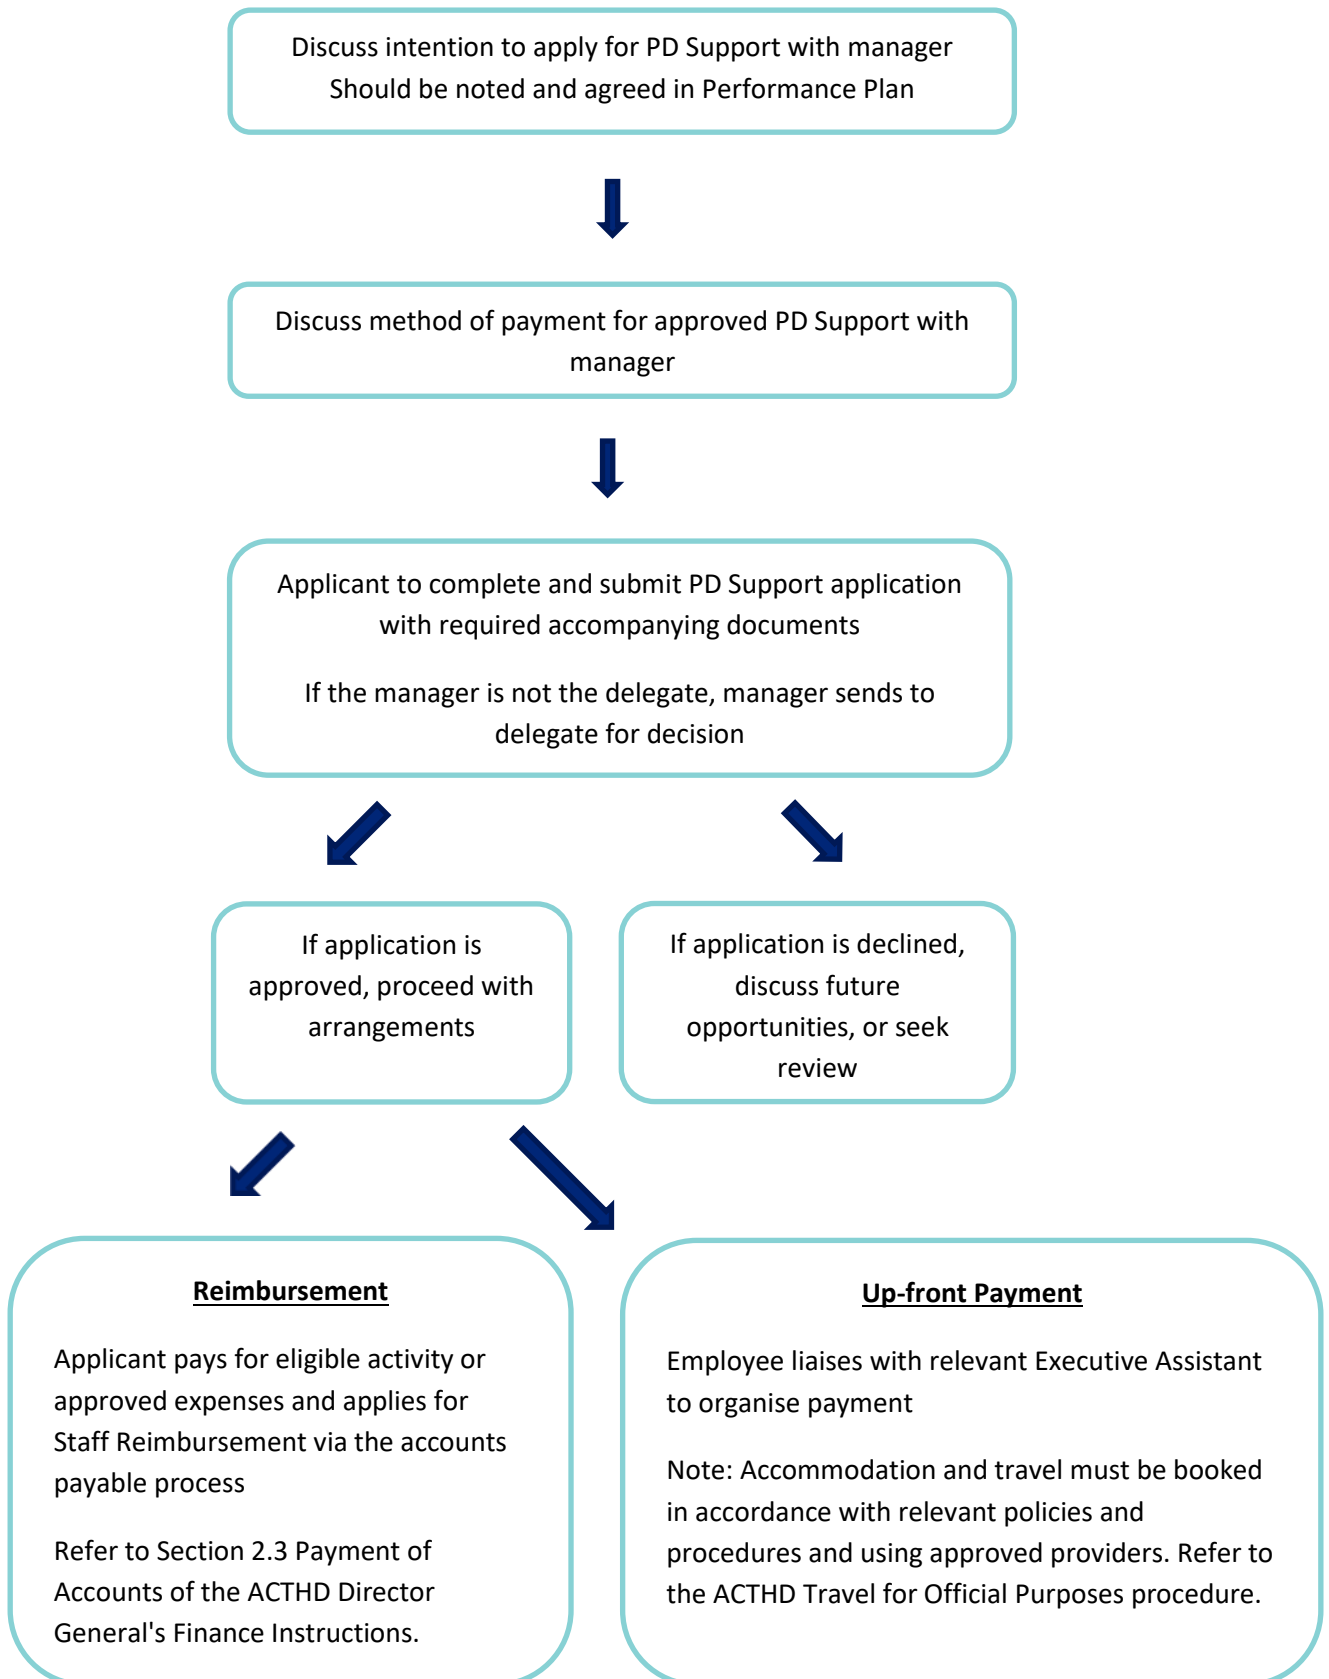 Discuss intention to apply for PD Support with manager
Should be noted and agreed in Performance Plan
Discuss method of payment for approved PD Support with
manager
Applicant to complete and submit PD Support application
with required accompanying documents
If the manager is not the delegate, manager sends to
delegate for decision
If application is
approved, proceed with
arrangements
If application is declined,
discuss future
opportunities, or seek
review
Reimbursement
Applicant pays for eligible activity or
approved expenses and applies for
Staff Reimbursement via the accounts
payable process
Refer to Section 2.3 Payment of
Accounts of the ACTHD Director
General's Finance Instructions.
Up-front Payment
Employee liaises with relevant Executive Assistant
to organise payment
Note: Accommodation and travel must be booked
in accordance with relevant policies and
procedures and using approved providers. Refer to
the ACTHD Travel for Official Purposes procedure.